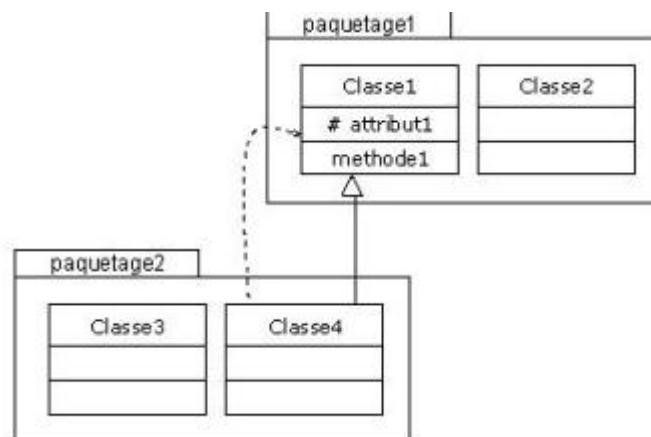 paquetage1
Classe1
Classe2
# attribut1
methode1
paquetage2
Classe3
Classe4